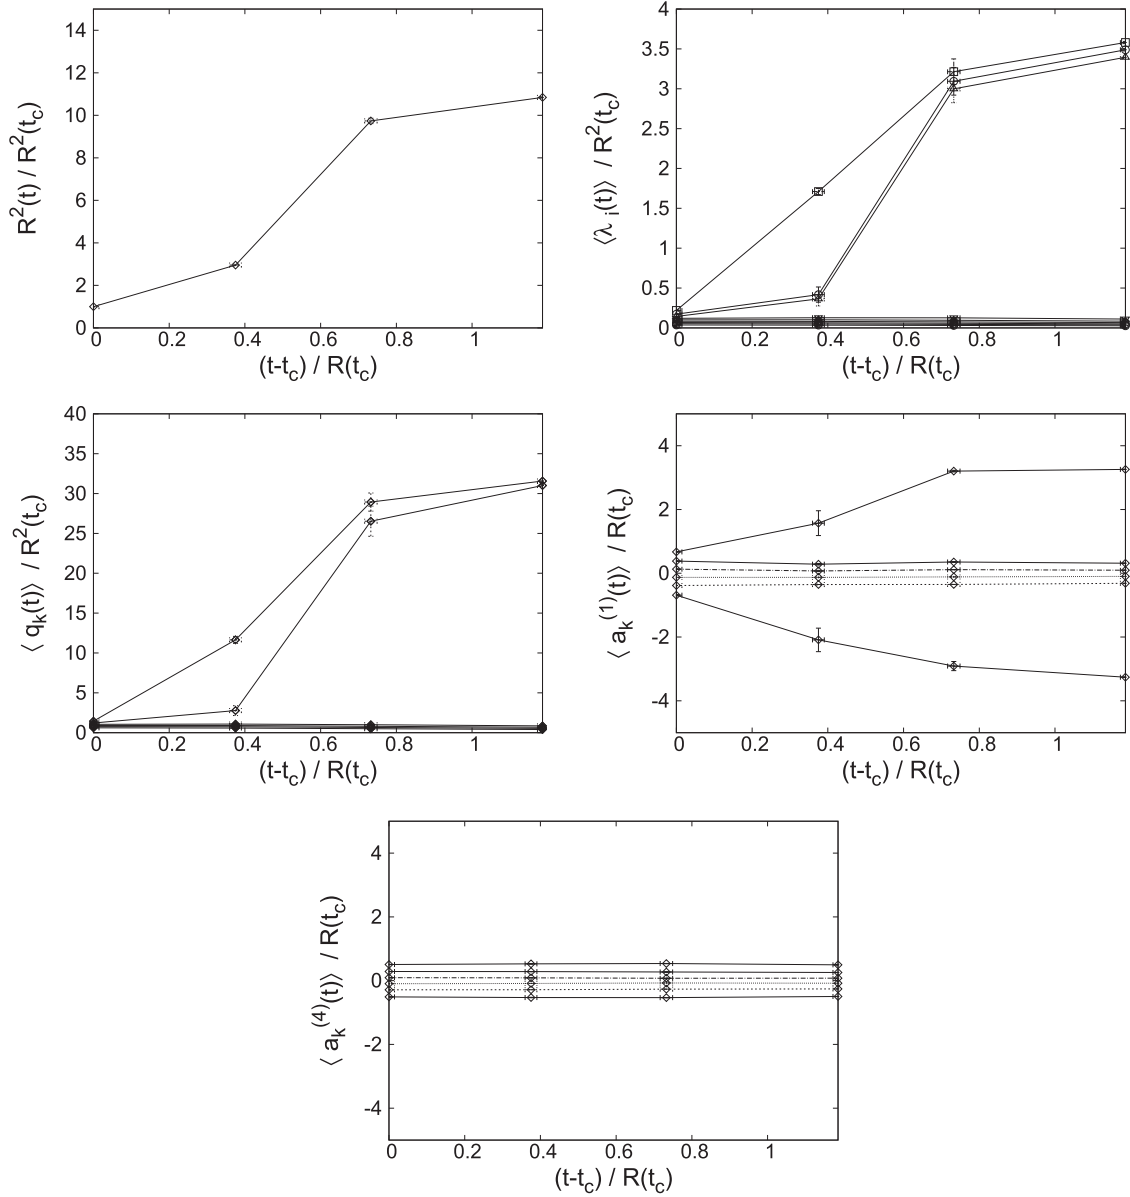 14
12
10
8
6
4
2
0
R²(t) / R²(t_c)
0 0.2 0.4 0.6 0.8 1
(t-t_c) / R(t_c)
4
3.5
3
2.5
2
1.5
1
0.5
0
⟨λ_i(t)⟩ / R²(t_c)
0 0.2 0.4 0.6 0.8 1
(t-t_c) / R(t_c)
40
35
30
25
20
15
10
5
0
⟨q_k(t)⟩ / R²(t_c)
0 0.2 0.4 0.6 0.8 1
(t-t_c) / R(t_c)
4
2
0
-2
-4
⟨a_k^(1)(t)⟩ / R(t_c)
0 0.2 0.4 0.6 0.8 1
(t-t_c) / R(t_c)
4
2
0
-2
-4
⟨a_k^(4)(t)⟩ / R(t_c)
0 0.2 0.4 0.6 0.8 1
(t-t_c) / R(t_c)